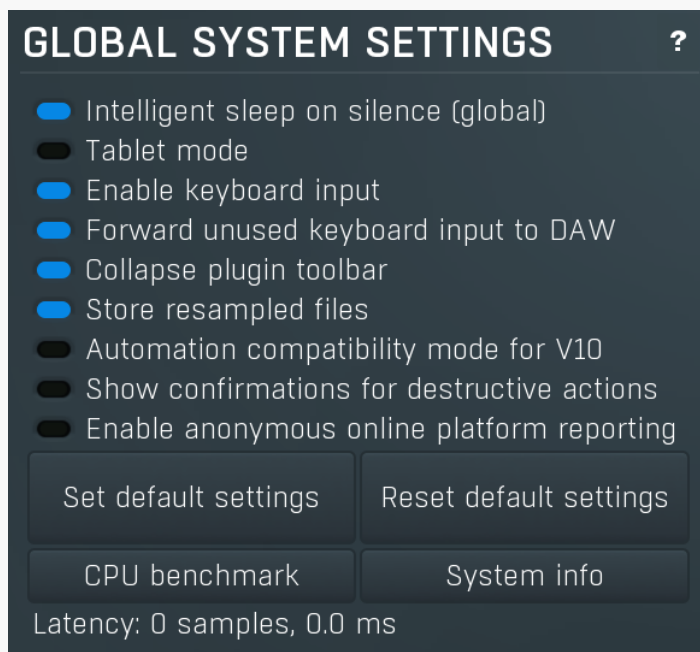 GLOBAL SYSTEM SETTINGS ?
Intelligent sleep on silence (global)
Tablet mode
Enable keyboard input
Forward unused keyboard input to DAW
Collapse plugin toolbar
Store resampled files
Automation compatibility mode for V10
Show confirmations for destructive actions
Enable anonymous online platform reporting
Set default settings Reset default settings
CPU benchmark System info
Latency: 0 samples, 0.0 ms